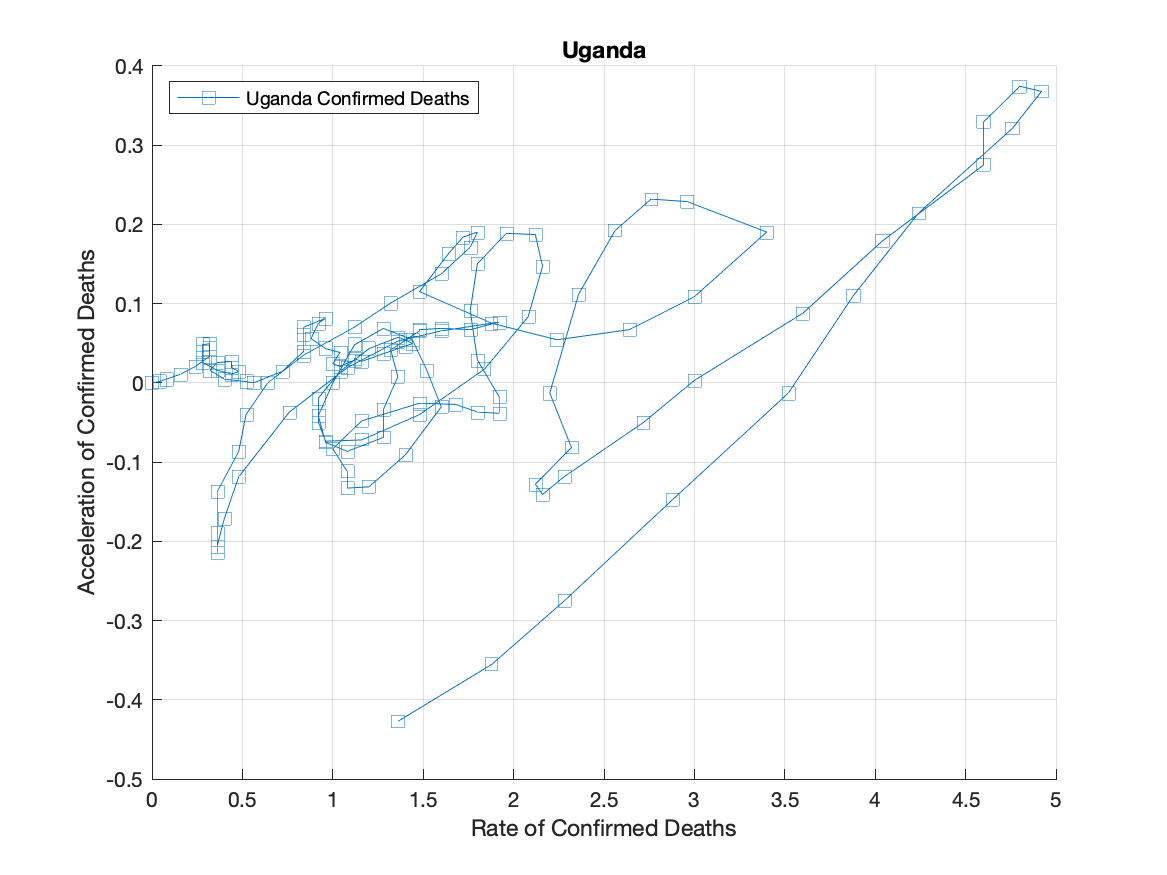 Uganda
Uganda Confirmed Deaths
0.4
0.3
0.2
0.1
0
-0.1
-0.2
-0.3
-0.4
-0.5
Acceleration of Confirmed Deaths
0 0.5 1 1.5 2 2.5 3 3.5 4 4.5 5
Rate of Confirmed Deaths